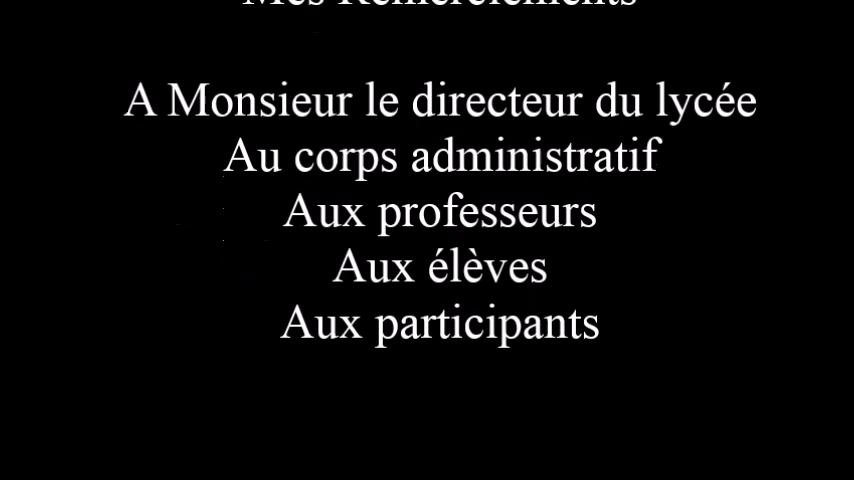 Mes Remerciements
A Monsieur le directeur du lycée
Au corps administratif
Aux professeurs
Aux élèves
Aux participants